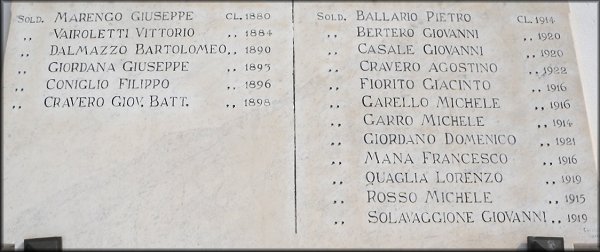 SOLD. MARENGO GIUSEPPE CL. 1880
,, VAIROLETTI VITTORIO ,, 1884
,, DALMAZZO BARTOLOMEO ,, 1890
,, GIORDANA GIUSEPPE ,, 1895
,, CONIGLIO FILIPPO ,, 1896
,, CRAVERO GIOV. BATT. ,, 1898
SOLD. BALLARIO PIETRO CL. 1914
,, BERTERO GIOVANNI ,, 1920
,, CASALE GIOVANNI ,, 1920
,, CRAVERO AGOSTINO ,, 1922
,, FIORITO GIACINTO ,, 1916
,, GARELLO MICHELE ,, 1916
,, GARRO MICHELE ,, 1914
,, GIORDANO DOMENICO ,, 1921
,, MANA FRANCESCO ,, 1916
,, QUAGLIA LORENZO ,, 1919
,, ROSSO MICHELE ,, 1915
,, SOLAVAGGIONE GIOVANNI ,, 1919